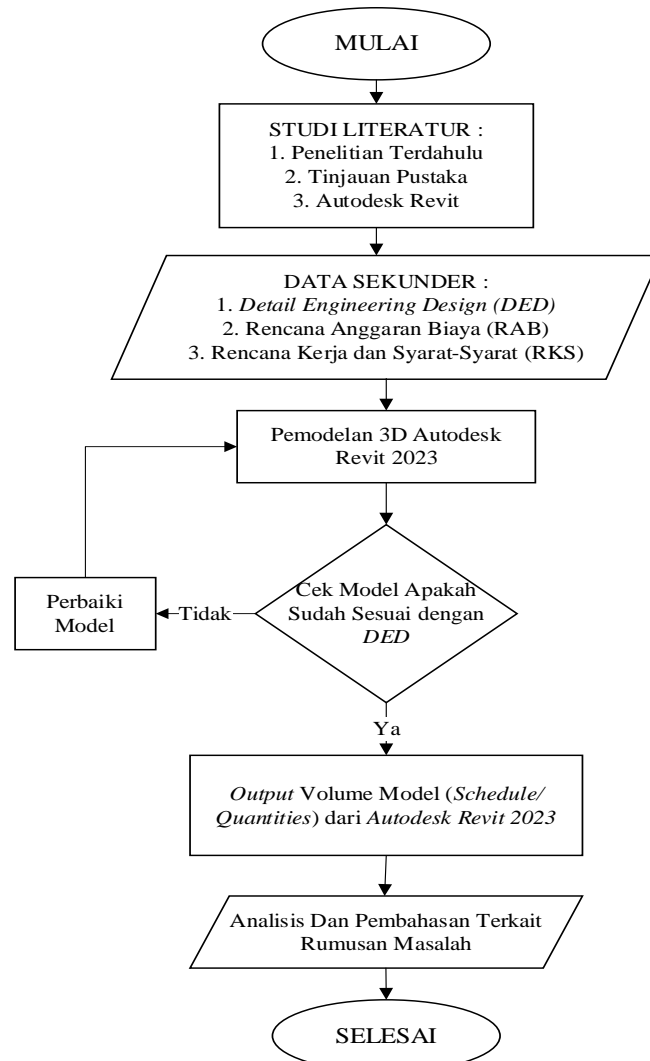 MULAI
STUDI LITERATUR :
1. Penelitian Terdahulu
2. Tinjauan Pustaka
3. Autodesk Revit
DATA SEKUNDER :
1. Detail Engineering Design (DED)
2. Rencana Anggaran Biaya (RAB)
3. Rencana Kerja dan Syarat-Syarat (RKS)
Pemodelan 3D Autodesk
Revit 2023
Cek Model Apakah
Sudah Sesuai dengan
DED
Tidak
Perbaiki
Model
Ya
Output Volume Model (Schedule/
Quantities) dari Autodesk Revit 2023
Analisis Dan Pembahasan Terkait
Rumusan Masalah
SELESAI